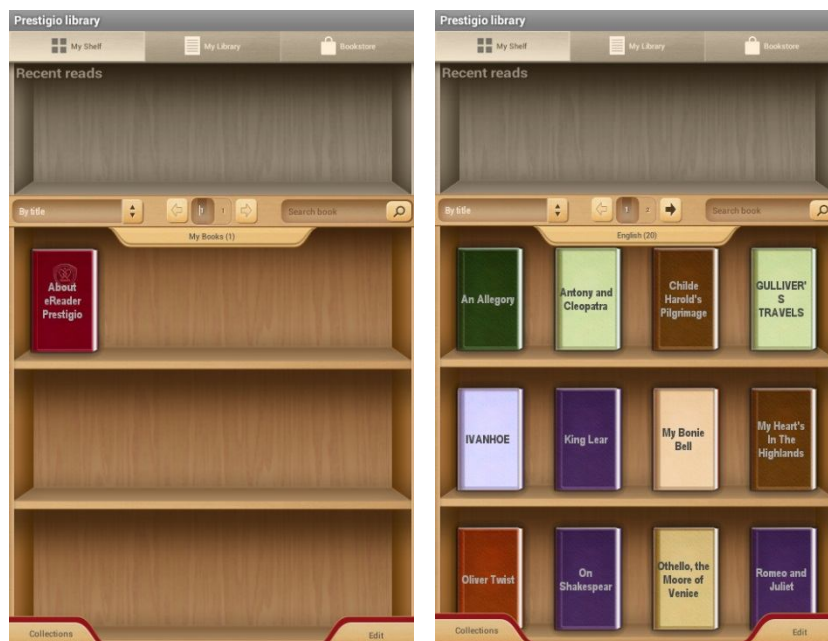 Prestigio library
My Shelf
My Library
Bookstore
Recent reads
By title
1
Search book
My Books (1)
About
eReader
Prestigio
Collections
Edit
Prestigio library
My Shelf
My Library
Bookstore
Recent reads
By title
1
2
Search book
English (20)
An Allegory
Antony and
Cleopatra
Childe
Harold's
Pilgrimage
GULLIVER'
S
TRAVELS
IVANHOE
King Lear
My Bonie
Bell
My Heart's
In The
Highlands
Oliver Twist
On
Shakespear
Othello, the
Moore of
Venice
Romeo and
Juliet
Collections
Edit